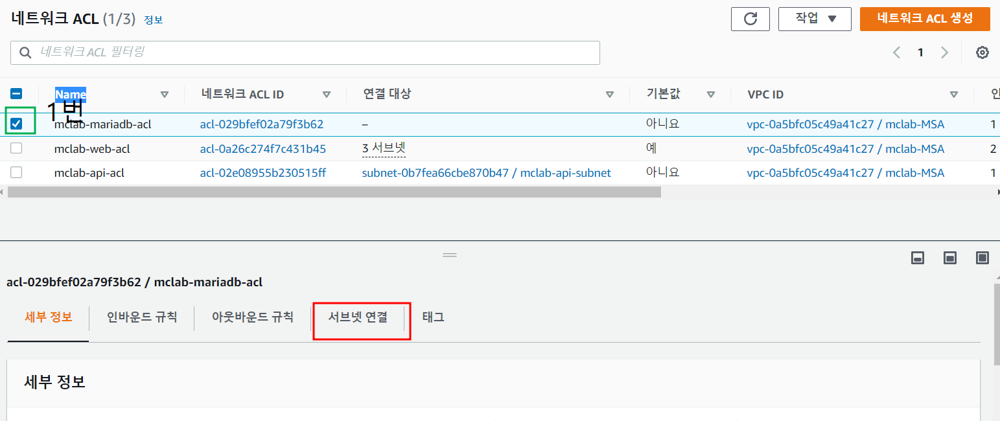 네트워크 ACL (1/3) 정보
작업
네트워크 ACL 생성
네트워크 ACL 필터링
1
Name 네트워크 ACL ID 연결 대상 기본값 VPC ID
1번
mclab-mariadb-acl acl-029bfef02a79f3b62 – 아니요 vpc-0a5bfc05c49a41c27 / mclab-MSA 1
mclab-web-acl acl-0a26c274f7c431b45 3 서브넷 예 vpc-0a5bfc05c49a41c27 / mclab-MSA 2
mclab-api-acl acl-02e08955b230515ff subnet-0b7fea66cbe870b47 / mclab-api-subnet 아니요 vpc-0a5bfc05c49a41c27 / mclab-MSA 1
acl-029bfef02a79f3b62 / mclab-mariadb-acl
세부 정보 인바운드 규칙 아웃바운드 규칙 서브넷 연결 태그
세부 정보